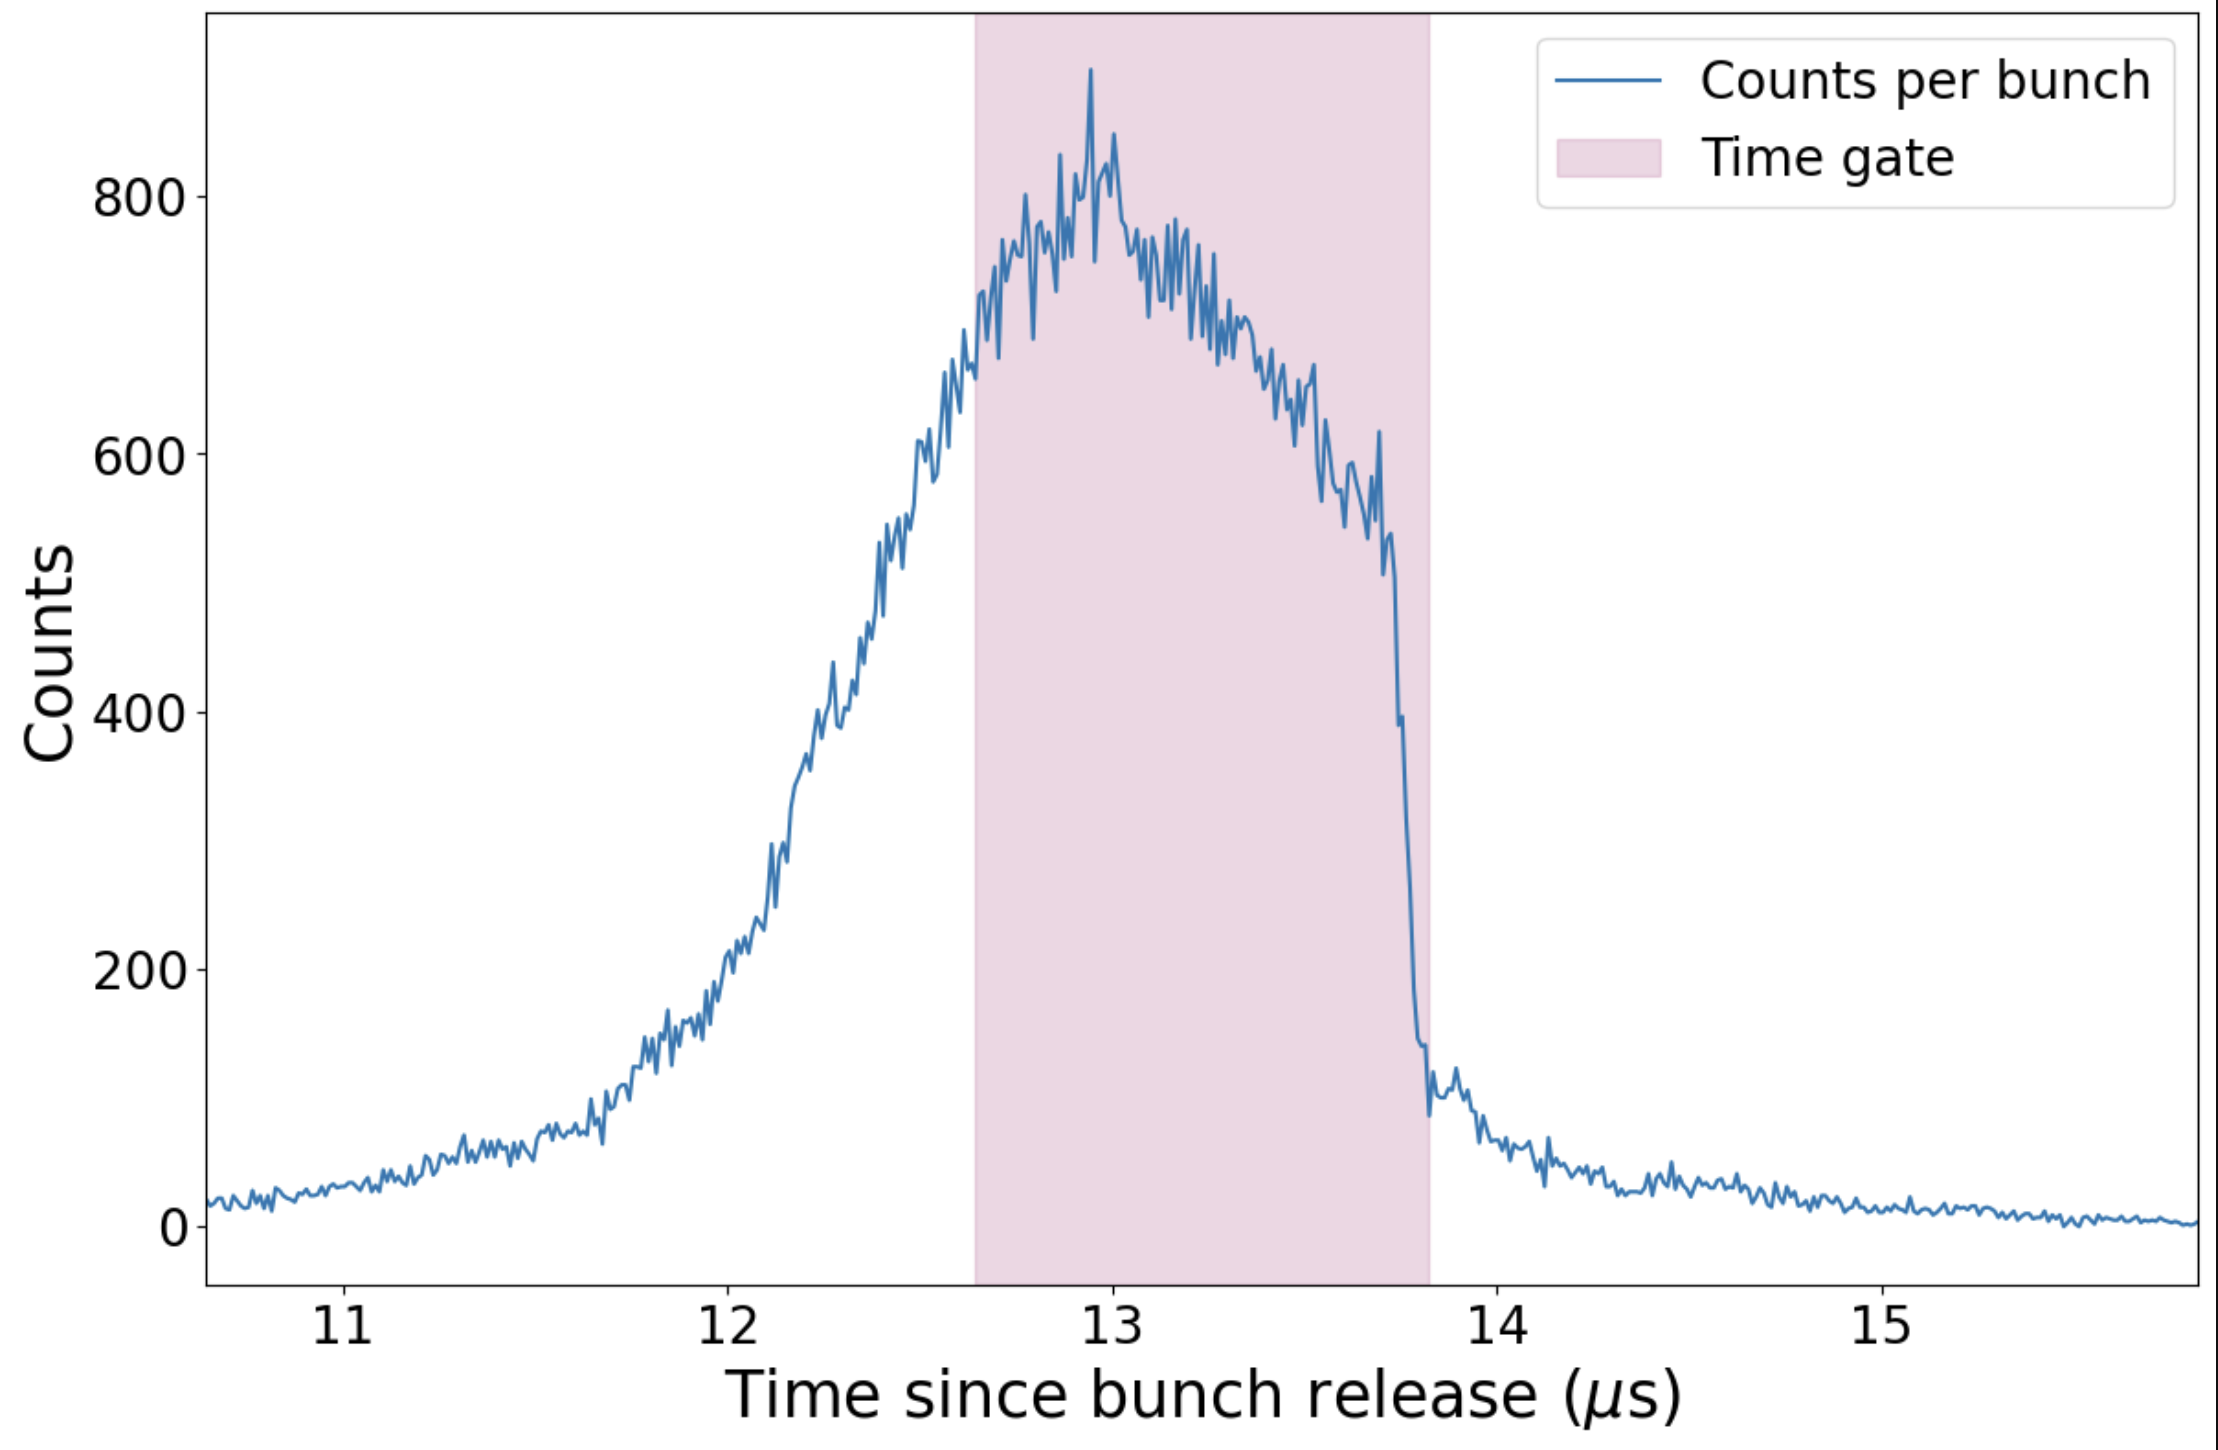 Counts per bunch
Time gate
800
600
400
200
0
Counts
11 12 13 14 15
Time since bunch release (μs)